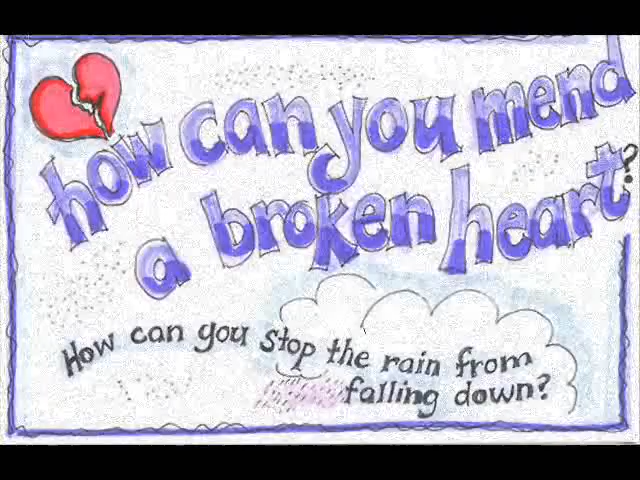 how can you mend
a broken heart?
How can you stop the rain from
falling down?